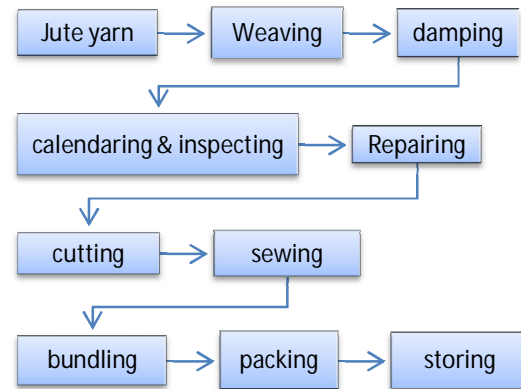 Jute yarn
Weaving
damping
calendaring & inspecting
Repairing
cutting
sewing
bundling
packing
storing